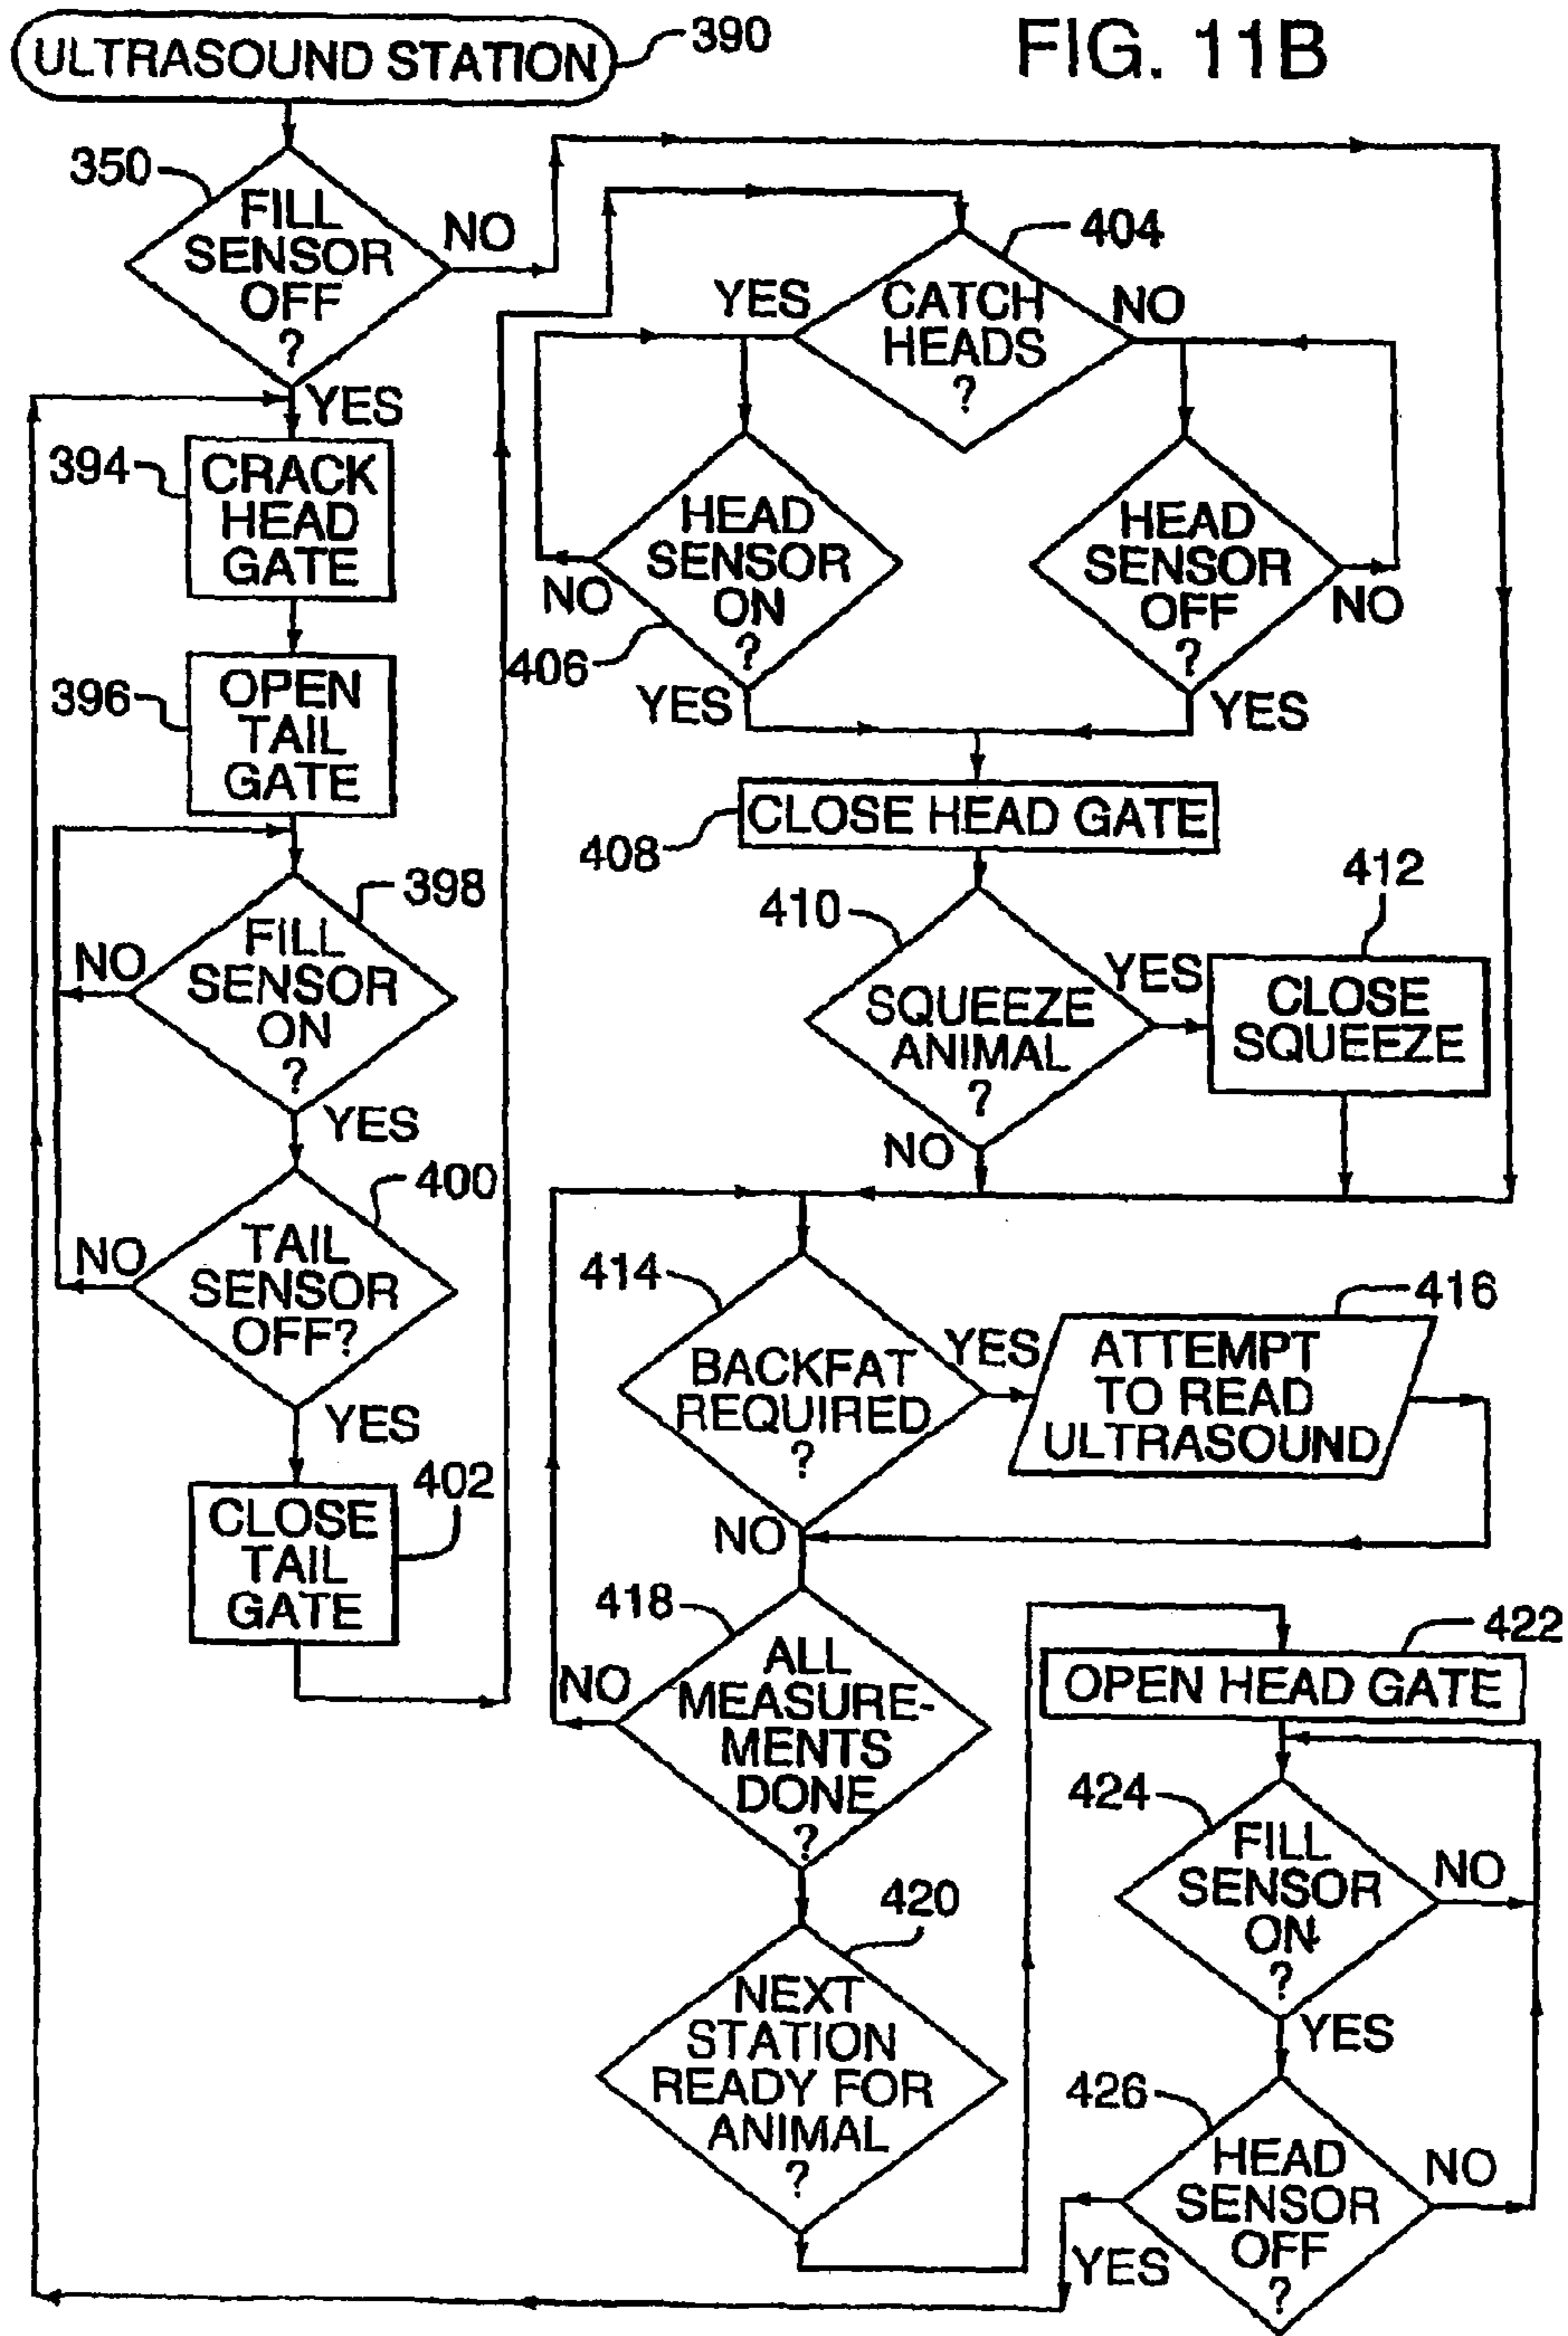 FIG. 11B
ULTRASOUND STATION
390
350
FILL
SENSOR
OFF
?
NO
YES
394
CRACK
HEAD
GATE
396
OPEN
TAIL
GATE
398
FILL
SENSOR
ON
?
NO
YES
400
TAIL
SENSOR
OFF?
NO
YES
402
CLOSE
TAIL
GATE
404
CATCH
HEADS
?
YES
NO
HEAD
SENSOR
ON
?
NO
406
YES
HEAD
SENSOR
OFF
?
NO
YES
408
CLOSE HEAD GATE
410
SQUEEZE
ANIMAL
?
YES
NO
412
CLOSE
SQUEEZE
414
BACKFAT
REQUIRED
?
YES
NO
416
ATTEMPT
TO READ
ULTRASOUND
418
ALL
MEASURE-
MENTS
DONE
?
NO
420
NEXT
STATION
READY FOR
ANIMAL
?
422
OPEN HEAD GATE
424
FILL
SENSOR
ON
?
NO
YES
426
HEAD
SENSOR
OFF
?
NO
YES